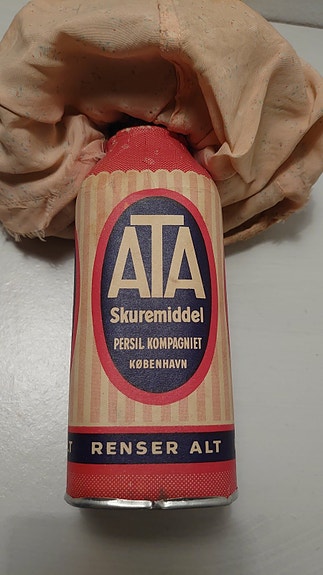 ATA
Skuremiddel
PERSIL KOMPAGNIET
KØBENHAVN
RENSER ALT